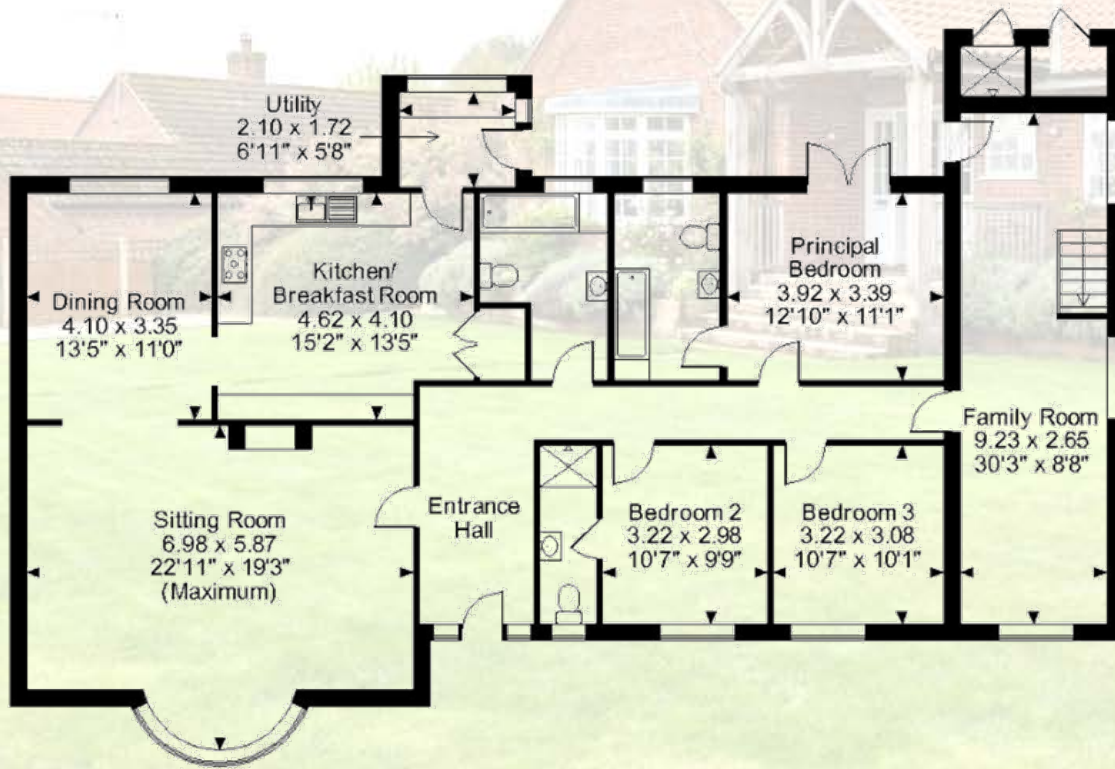 Utility
2.10 x 1.72
6'11" x 5'8"
Dining Room
4.10 x 3.35
13'5" x 11'0"
Kitchen/
Breakfast Room
4.62 x 4.10
15'2" x 13'5"
Principal
Bedroom
3.92 x 3.39
12'10" x 11'1"
Family Room
9.23 x 2.65
30'3" x 8'8"
Sitting Room
6.98 x 5.87
22'11" x 19'3"
(Maximum)
Entrance
Hall
Bedroom 2
3.22 x 2.98
10'7" x 9'9"
Bedroom 3
3.22 x 3.08
10'7" x 10'1"